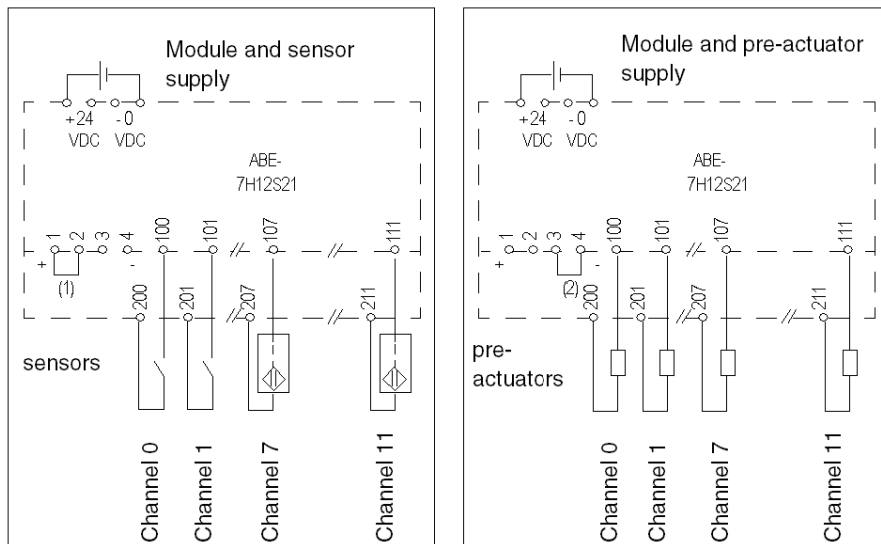 Module and sensor
supply
+24 -0
VDC VDC
ABE-
7H12S21
1 2 3 4 100 101 107 111
+ -
(1)
200 201 207 211
sensors
Channel 0
Channel 1
Channel 7
Channel 11
Module and pre-actuator
supply
+24 -0
VDC VDC
ABE-
7H12S21
1 2 3 4 100 101 107 111
+ -
(2)
200 201 207 211
pre-
actuators
Channel 0
Channel 1
Channel 7
Channel 11